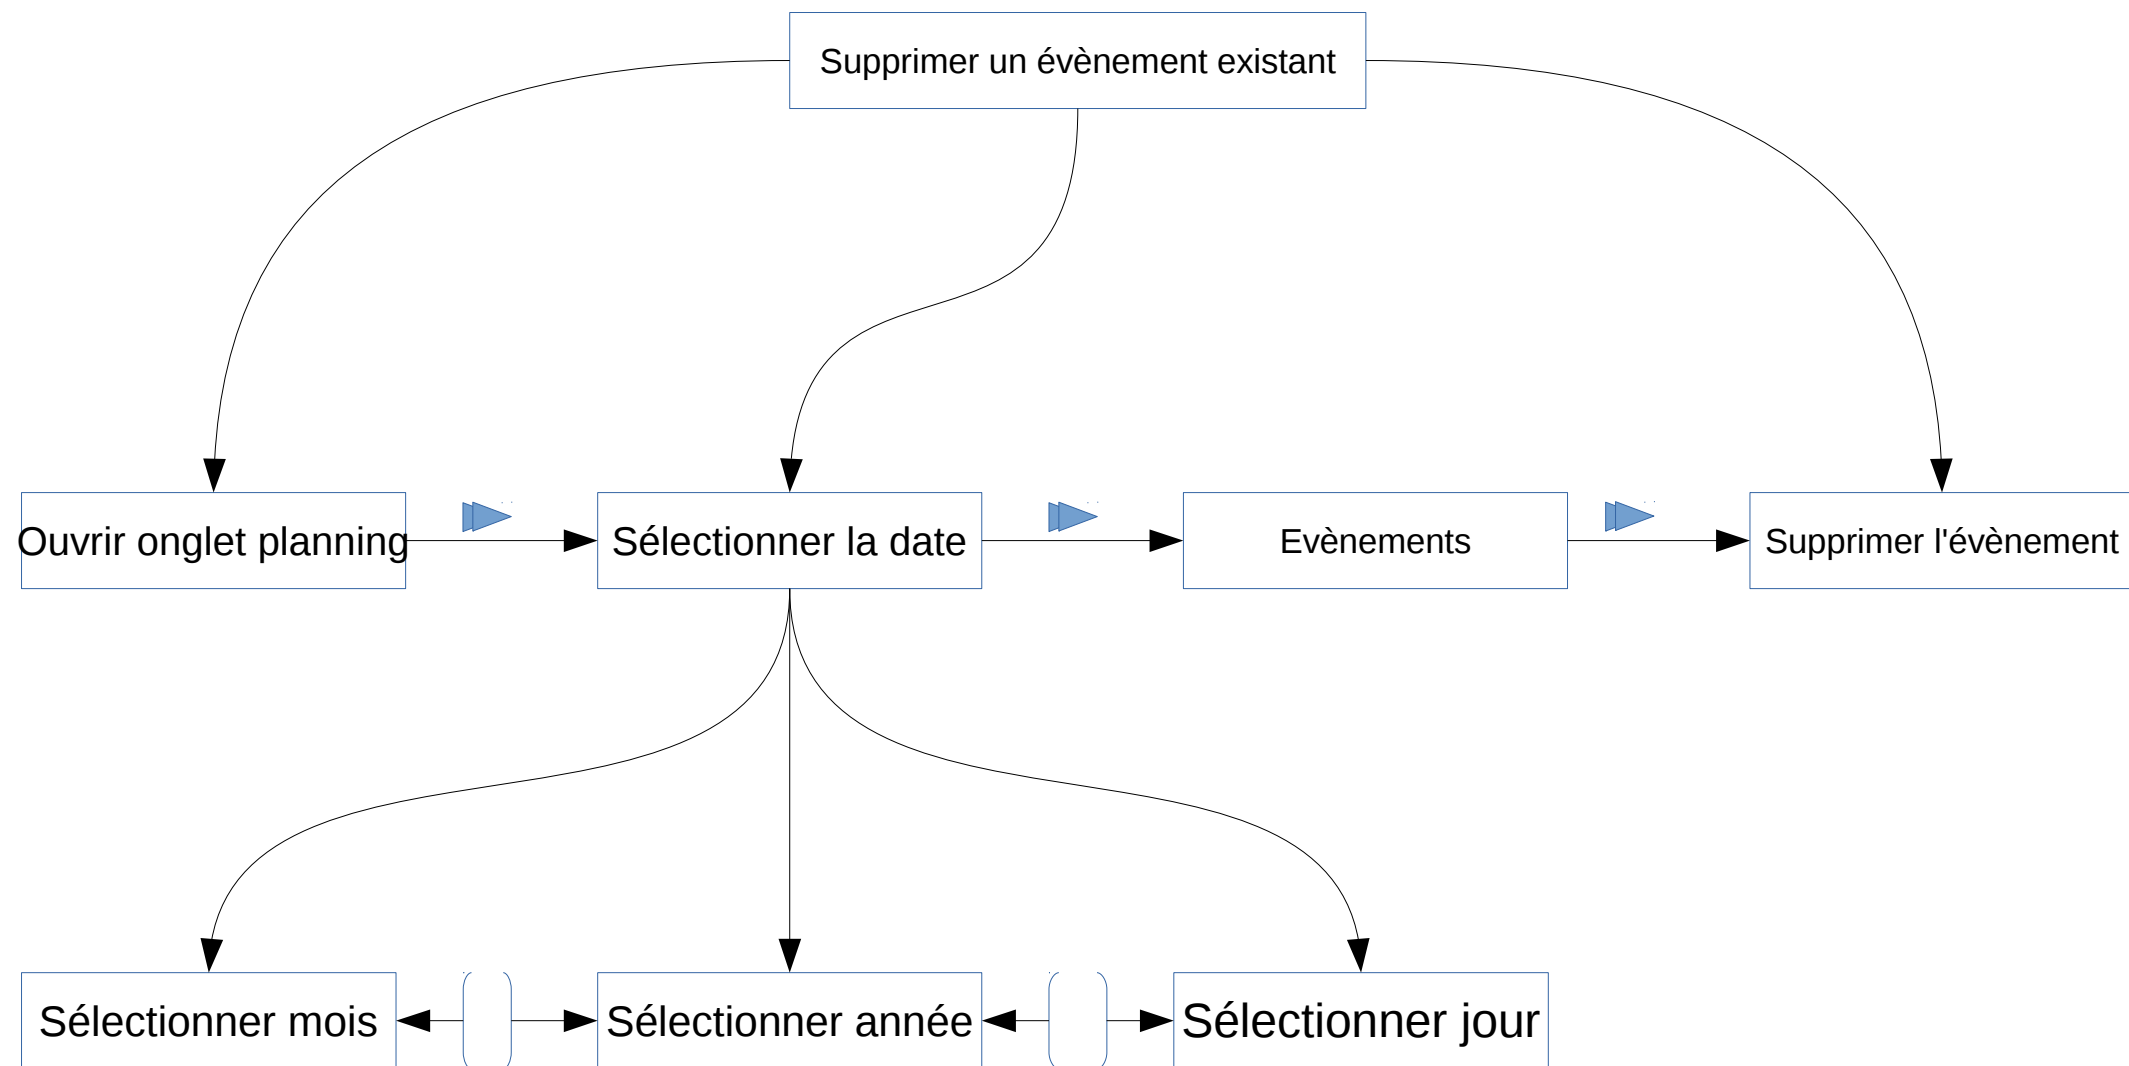 Supprimer un évènement existant
Ouvrir onglet planning
Sélectionner la date
Evènements
Supprimer l'évènement
Sélectionner mois
Sélectionner année
Sélectionner jour